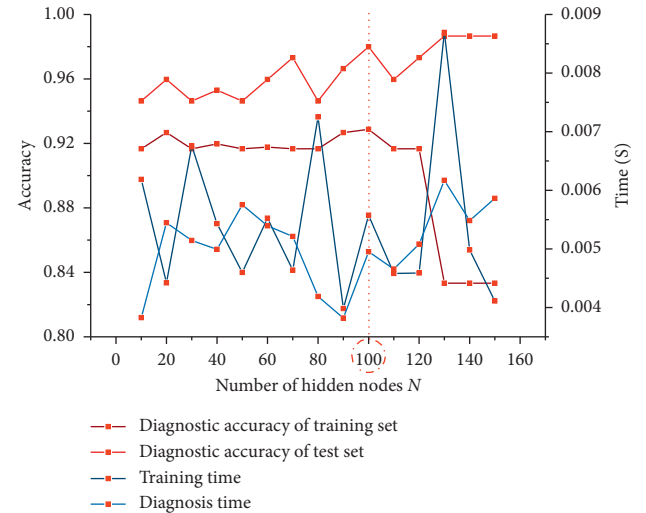 1.00
0.96
0.92
0.88
0.84
0.80
Accuracy
0.009
0.008
0.007
0.006
0.005
0.004
Time (S)
0 20 40 60 80 100 120 140 160
Number of hidden nodes N
Diagnostic accuracy of training set
Diagnostic accuracy of test set
Training time
Diagnosis time